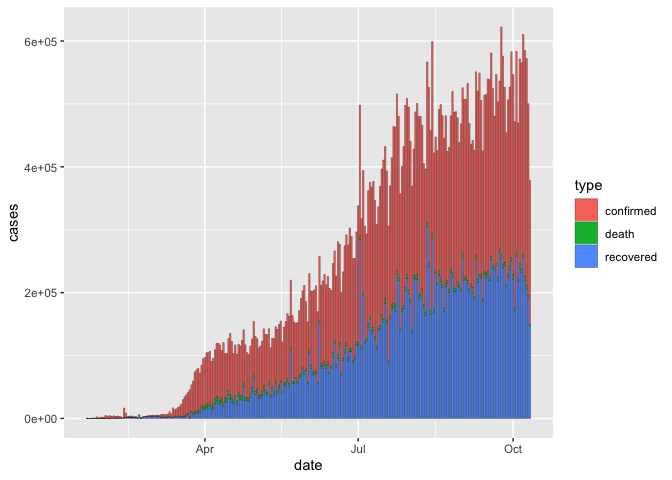 6e+05
4e+05
2e+05
0e+00
cases
Apr
Jul
Oct
date
type
confirmed
death
recovered